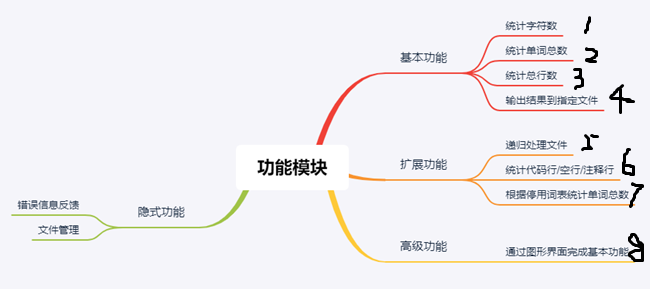 功能模块
基本功能
统计字符数 1
统计单词总数 2
统计总行数 3
输出结果到指定文件 4
扩展功能
递归处理文件 5
统计代码行/空行/注释行 6
根据停用词表统计单词总数 7
高级功能
通过图形界面完成基本功能 8
隐式功能
错误信息反馈
文件管理